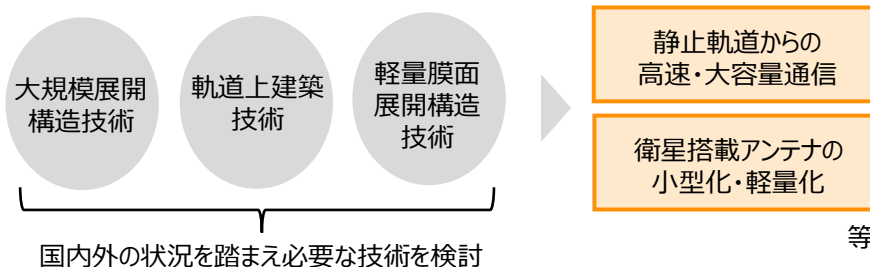 大規模展開
構造技術
軌道上建築
技術
軽量膜面
展開構造
技術
国内外の状況を踏まえ必要な技術を検討
静止軌道からの
高速・大容量通信
衛星搭載アンテナの
小型化・軽量化
等